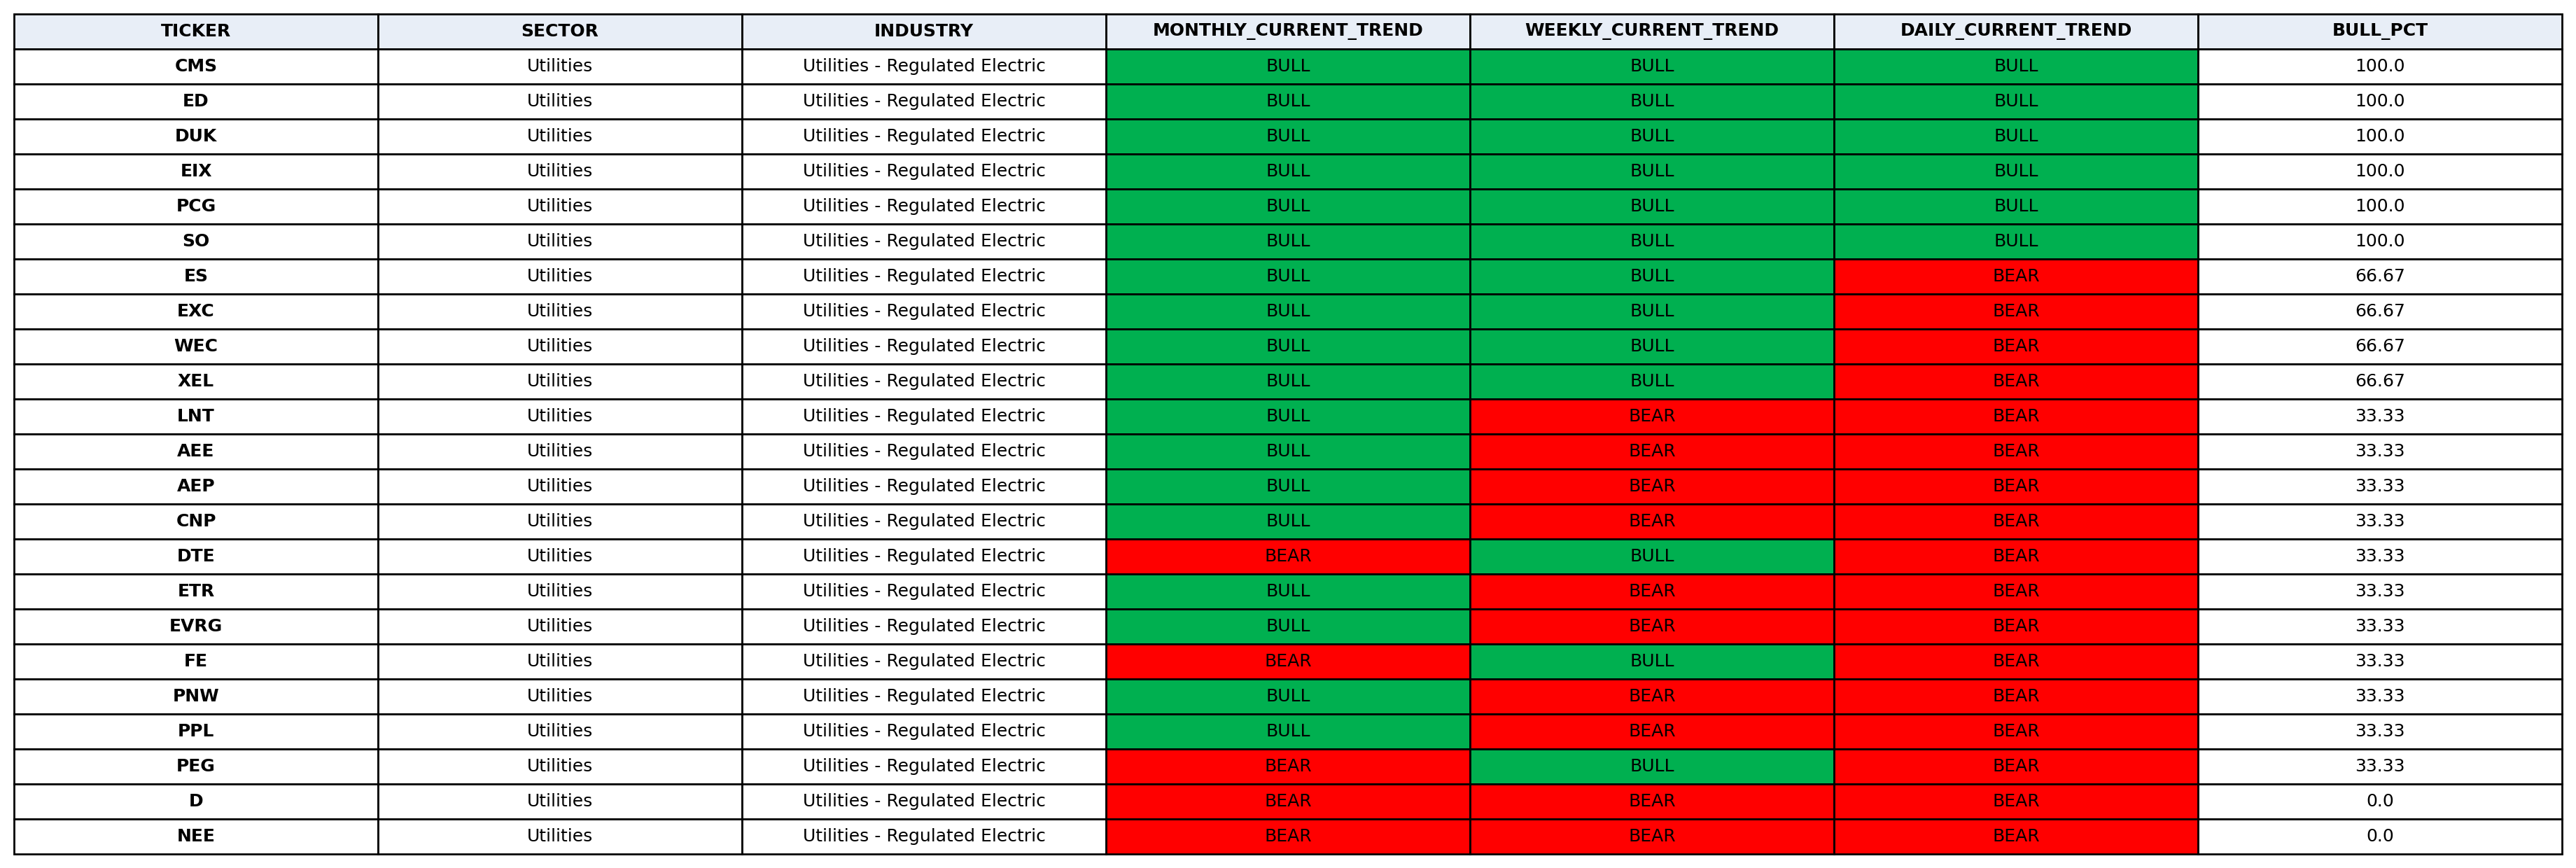 TICKER SECTOR INDUSTRY MONTHLY_CURRENT_TREND WEEKLY_CURRENT_TREND DAILY_CURRENT_TREND BULL_PCT
CMS Utilities Utilities - Regulated Electric BULL BULL BULL 100.0
ED Utilities Utilities - Regulated Electric BULL BULL BULL 100.0
DUK Utilities Utilities - Regulated Electric BULL BULL BULL 100.0
EIX Utilities Utilities - Regulated Electric BULL BULL BULL 100.0
PCG Utilities Utilities - Regulated Electric BULL BULL BULL 100.0
SO Utilities Utilities - Regulated Electric BULL BULL BULL 100.0
ES Utilities Utilities - Regulated Electric BULL BULL BEAR 66.67
EXC Utilities Utilities - Regulated Electric BULL BULL BEAR 66.67
WEC Utilities Utilities - Regulated Electric BULL BULL BEAR 66.67
XEL Utilities Utilities - Regulated Electric BULL BULL BEAR 66.67
LNT Utilities Utilities - Regulated Electric BULL BEAR BEAR 33.33
AEE Utilities Utilities - Regulated Electric BULL BEAR BEAR 33.33
AEP Utilities Utilities - Regulated Electric BULL BEAR BEAR 33.33
CNP Utilities Utilities - Regulated Electric BULL BEAR BEAR 33.33
DTE Utilities Utilities - Regulated Electric BEAR BULL BEAR 33.33
ETR Utilities Utilities - Regulated Electric BULL BEAR BEAR 33.33
EVRG Utilities Utilities - Regulated Electric BULL BEAR BEAR 33.33
FE Utilities Utilities - Regulated Electric BEAR BULL BEAR 33.33
PNW Utilities Utilities - Regulated Electric BULL BEAR BEAR 33.33
PPL Utilities Utilities - Regulated Electric BULL BEAR BEAR 33.33
PEG Utilities Utilities - Regulated Electric BEAR BULL BEAR 33.33
D Utilities Utilities - Regulated Electric BEAR BEAR BEAR 0.0
NEE Utilities Utilities - Regulated Electric BEAR BEAR BEAR 0.0